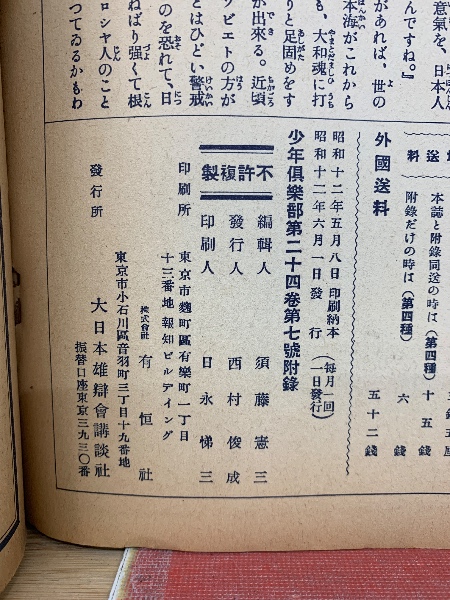 意氣を、日本人
んですね。』
があれば、世の
本海がこれから
も、大和魂に打
りと足固めをす
が出來る。近頃
ソビエトの方が
とはひどい警戒
のを恐れて、日
ねばり強くて根
ロシヤ人のこと
つてゐるかもわ
送料
本誌と附錄同送の時は（第四種）
十五錢
附錄だけの時は（第四種）
六錢
外國送料
五十二錢
昭和十二年五月八日印刷納本
昭和十二年六月一日發行
（每月一回一日發行）
少年俱樂部第二十四卷第七號附錄
不許複製
編輯人 須藤憲三
發行人 西村俊成
印刷人 日永悌三
印刷所
東京市麴町區有樂町一丁目
十三番地 報知ビルデイング
株式會社 有恒社
發行所
東京市小石川區音羽町三丁目十九番地
大日本雄辯會講談社
振替口座東京三九三〇番